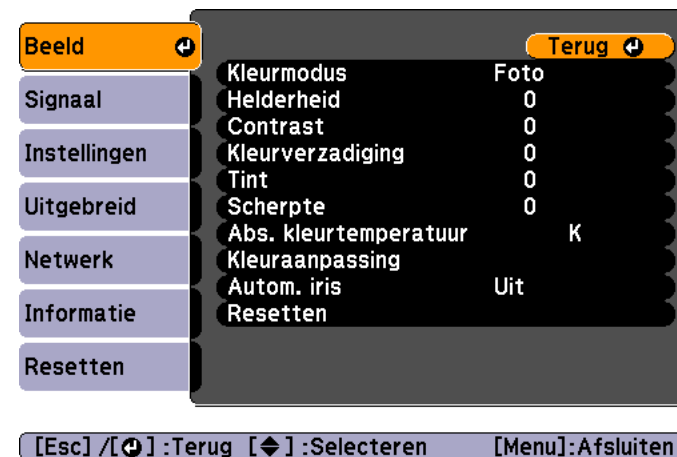 Beeld
Terug
Kleurmodus Foto
Helderheid 0
Signaal
Contrast 0
Kleurverzadiging 0
Instellingen
Tint 0
Scherpte 0
Uitgebreid
Abs. kleurtemperatuur K
Kleuraanpassing
Netwerk
Autom. iris Uit
Resetten
Informatie
Resetten
[Esc] /[ ] :Terug [ ] :Selecteren [Menu]:Afsluiten